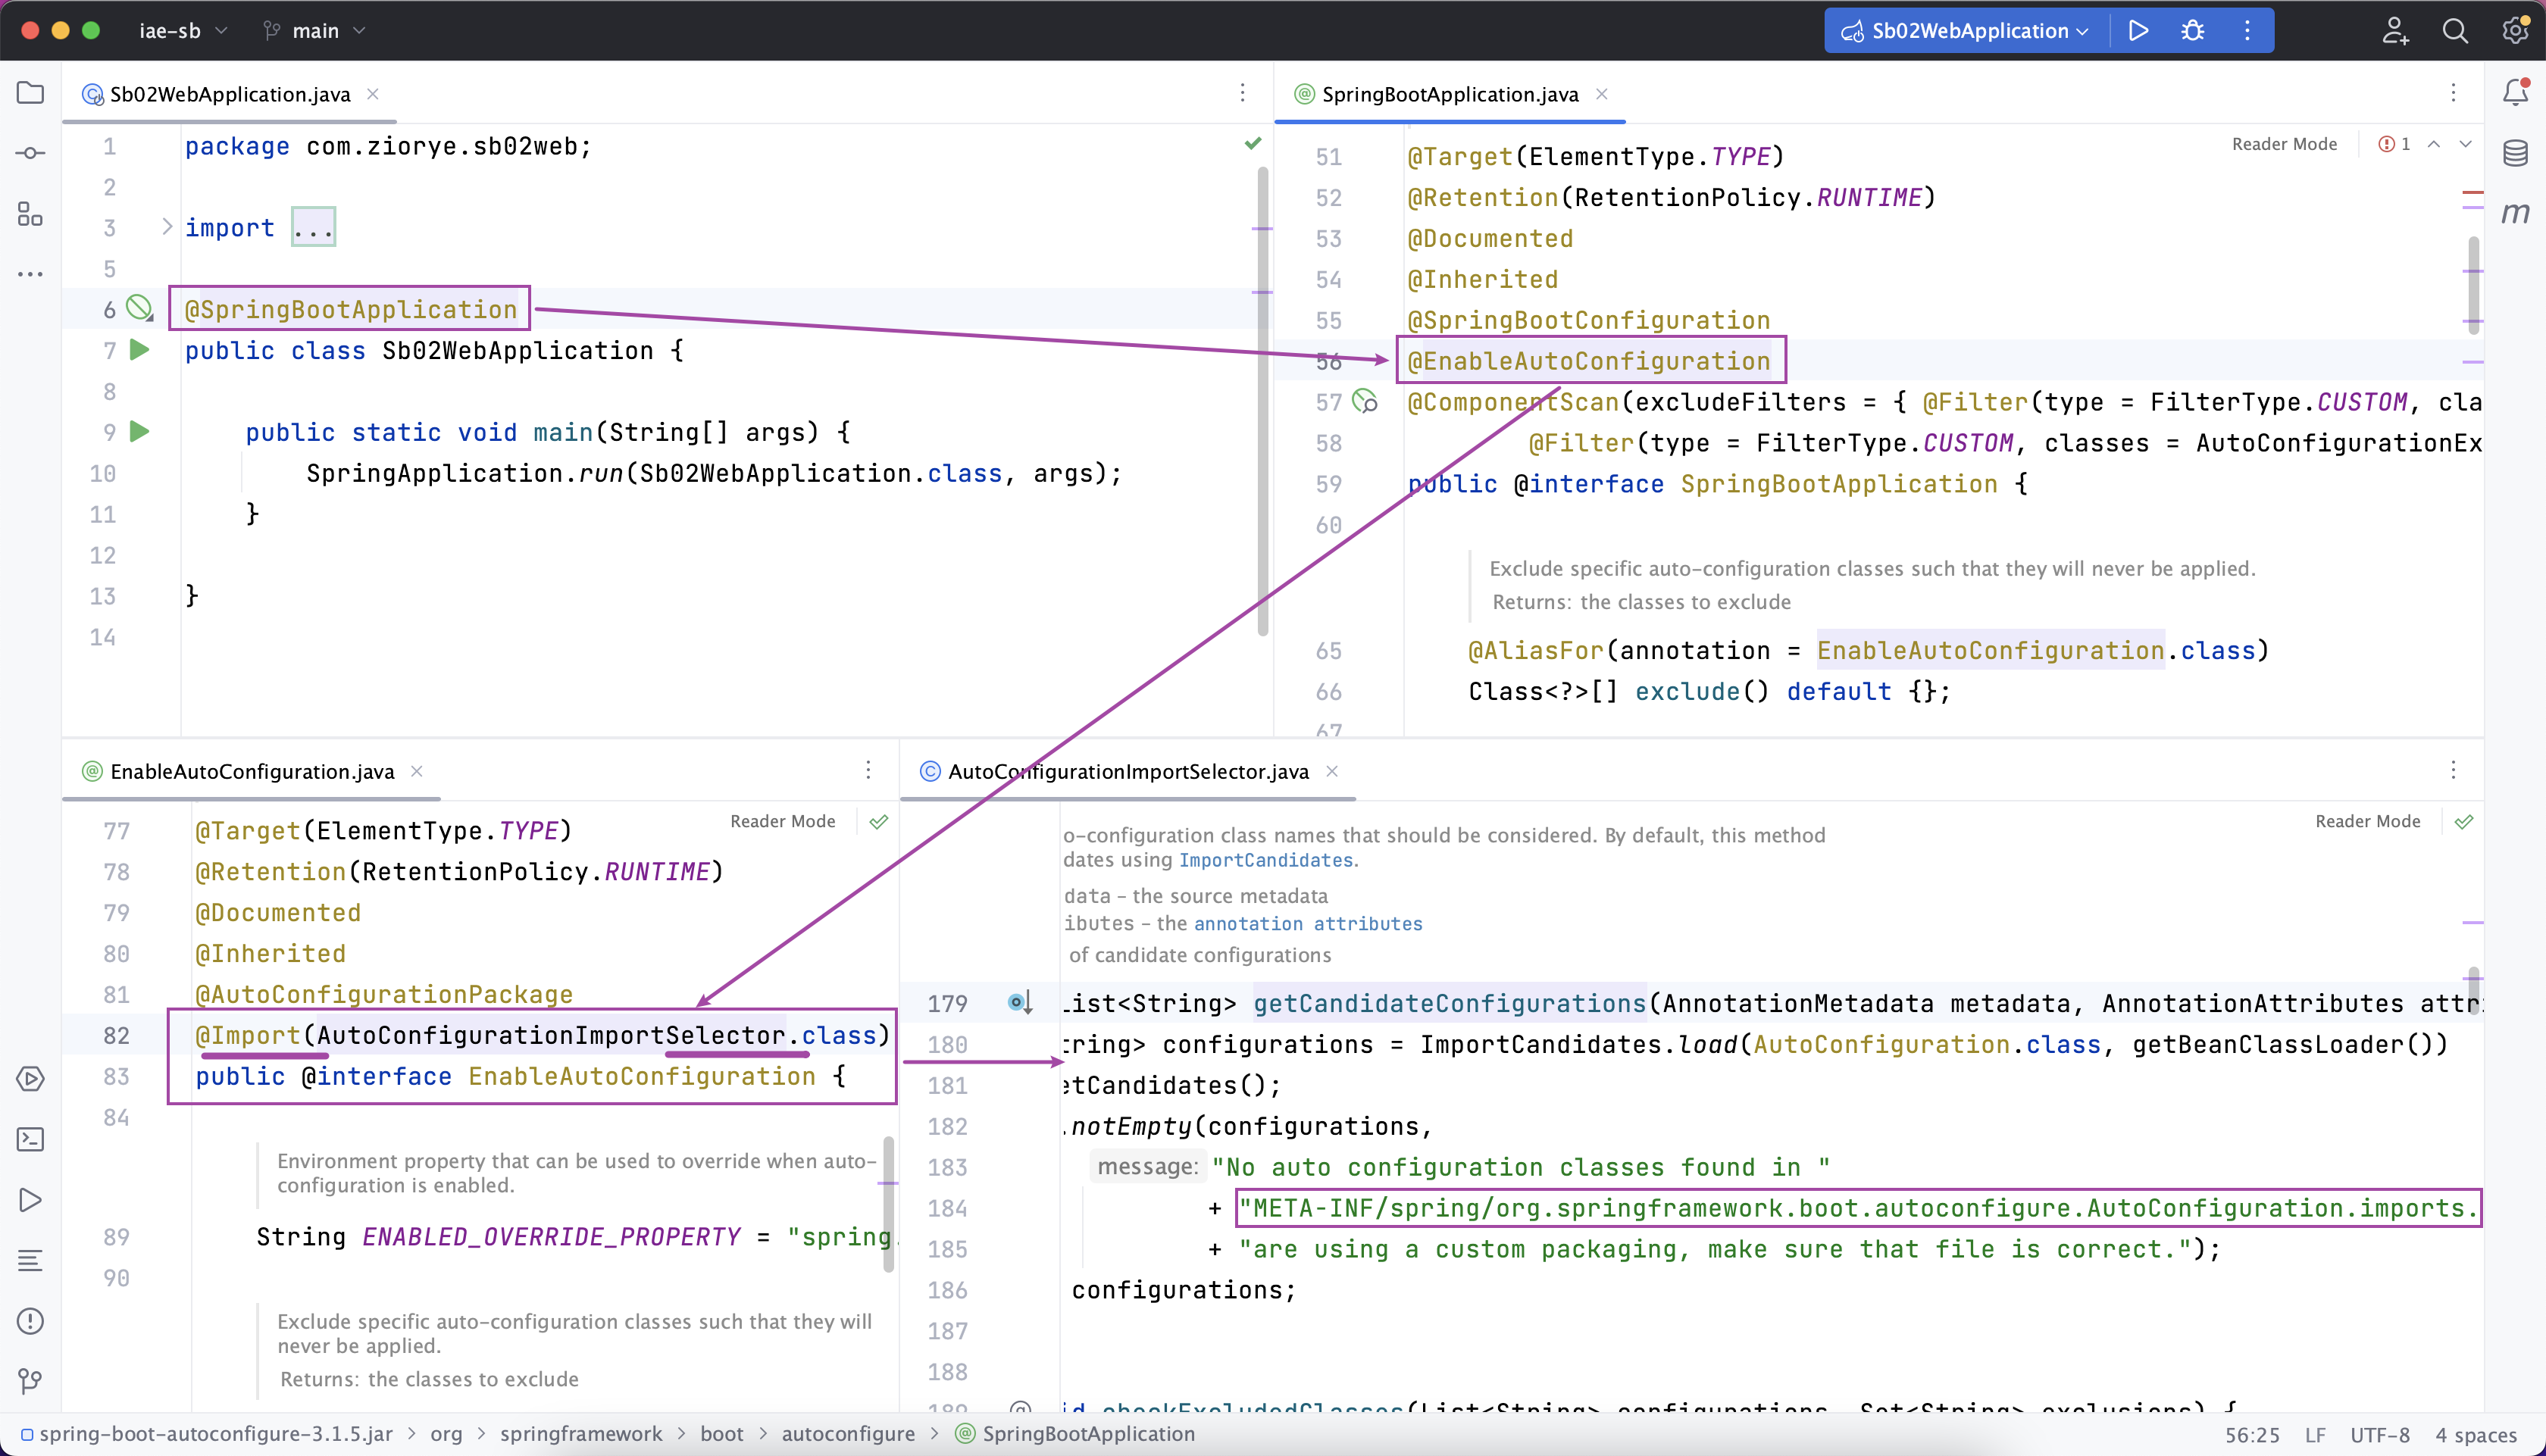 iae-sb
main
Sb02WebApplication
Sb02WebApplication.java
1 package com.ziorye.sb02web;
2
3 import ...
5
6 @SpringBootApplication
7 public class Sb02WebApplication {
8
9 public static void main(String[] args) {
10 SpringApplication.run(Sb02WebApplication.class, args);
11 }
12
13 }
14
SpringBootApplication.java
Reader Mode 1
51 @Target(ElementType.TYPE)
52 @Retention(RetentionPolicy.RUNTIME)
53 @Documented
54 @Inherited
55 @SpringBootConfiguration
56 @EnableAutoConfiguration
57 @ComponentScan(excludeFilters = { @Filter(type = FilterType.CUSTOM, cla
58 @Filter(type = FilterType.CUSTOM, classes = AutoConfigurationEx
59 public @interface SpringBootApplication {
60
Exclude specific auto-configuration classes such that they will never be applied.
Returns: the classes to exclude
65 @AliasFor(annotation = EnableAutoConfiguration.class)
66 Class<?>[] exclude() default {};
67
EnableAutoConfiguration.java
Reader Mode
77 @Target(ElementType.TYPE)
78 @Retention(RetentionPolicy.RUNTIME)
79 @Documented
80 @Inherited
81 @AutoConfigurationPackage
82 @Import(AutoConfigurationImportSelector.class)
83 public @interface EnableAutoConfiguration {
84
Environment property that can be used to override when auto-
configuration is enabled.
89 String ENABLED_OVERRIDE_PROPERTY = "spring.
90
Exclude specific auto-configuration classes such that they will
never be applied.
Returns: the classes to exclude
AutoConfigurationImportSelector.java
Reader Mode
o-configuration class names that should be considered. By default, this method
dates using ImportCandidates.
data – the source metadata
ibutes – the annotation attributes
of candidate configurations
179 List<String> getCandidateConfigurations(AnnotationMetadata metadata, AnnotationAttributes attr
180 tring> configurations = ImportCandidates.load(AutoConfiguration.class, getBeanClassLoader())
181 etCandidates();
182 .notEmpty(configurations,
183 message: "No auto configuration classes found in "
184 + "META-INF/spring/org.springframework.boot.autoconfigure.AutoConfiguration.imports.
185 + "are using a custom packaging, make sure that file is correct.");
186 configurations;
187
188
189 id checkExcludedClasses(List<String> configurations, Set<String> exclusions) {
spring-boot-autoconfigure-3.1.5.jar > org > springframework > boot > autoconfigure > SpringBootApplication
56:25 LF UTF-8 4 spaces